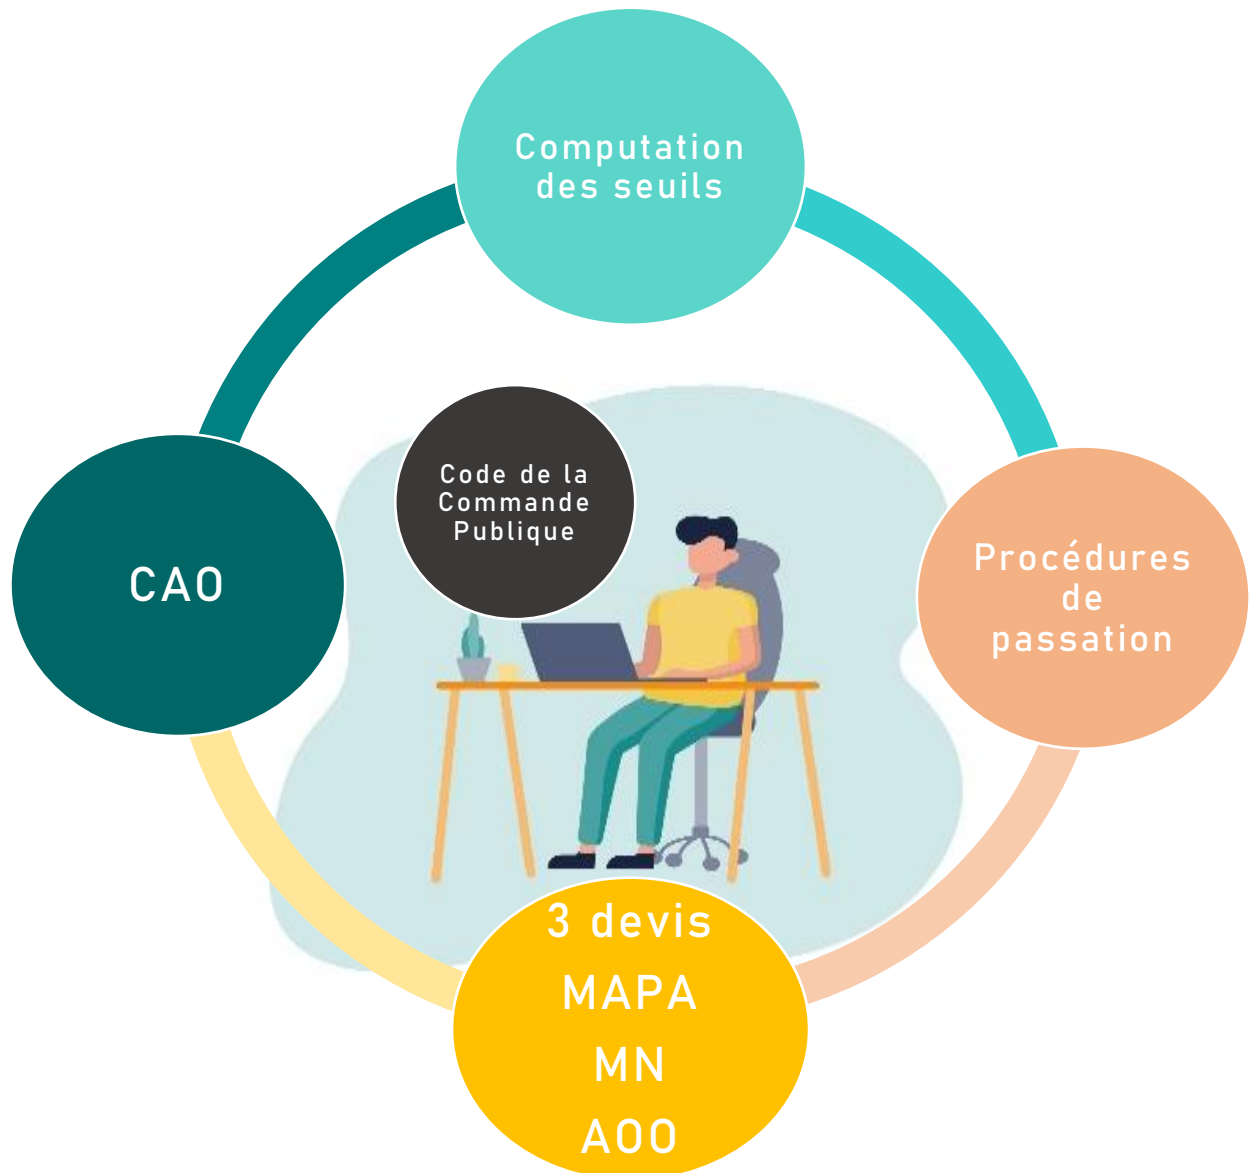 Computation
des seuils
Code de la
Commande
Publique
CAO
Procédures
de
passation
3 devis
MAPA
MN
AOO